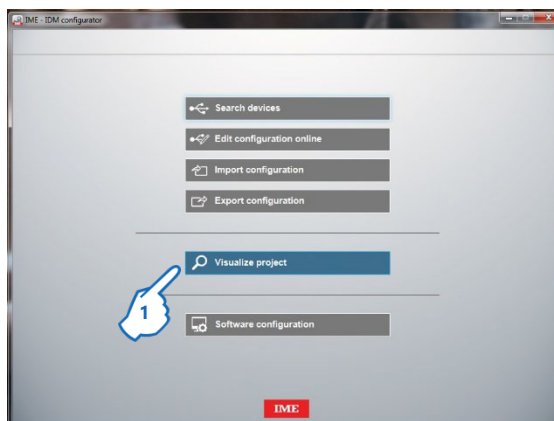 IME - IDM configurator
Search devices
Edit configuration online
Import configuration
Export configuration
Visualize project
1
Software configuration
IME